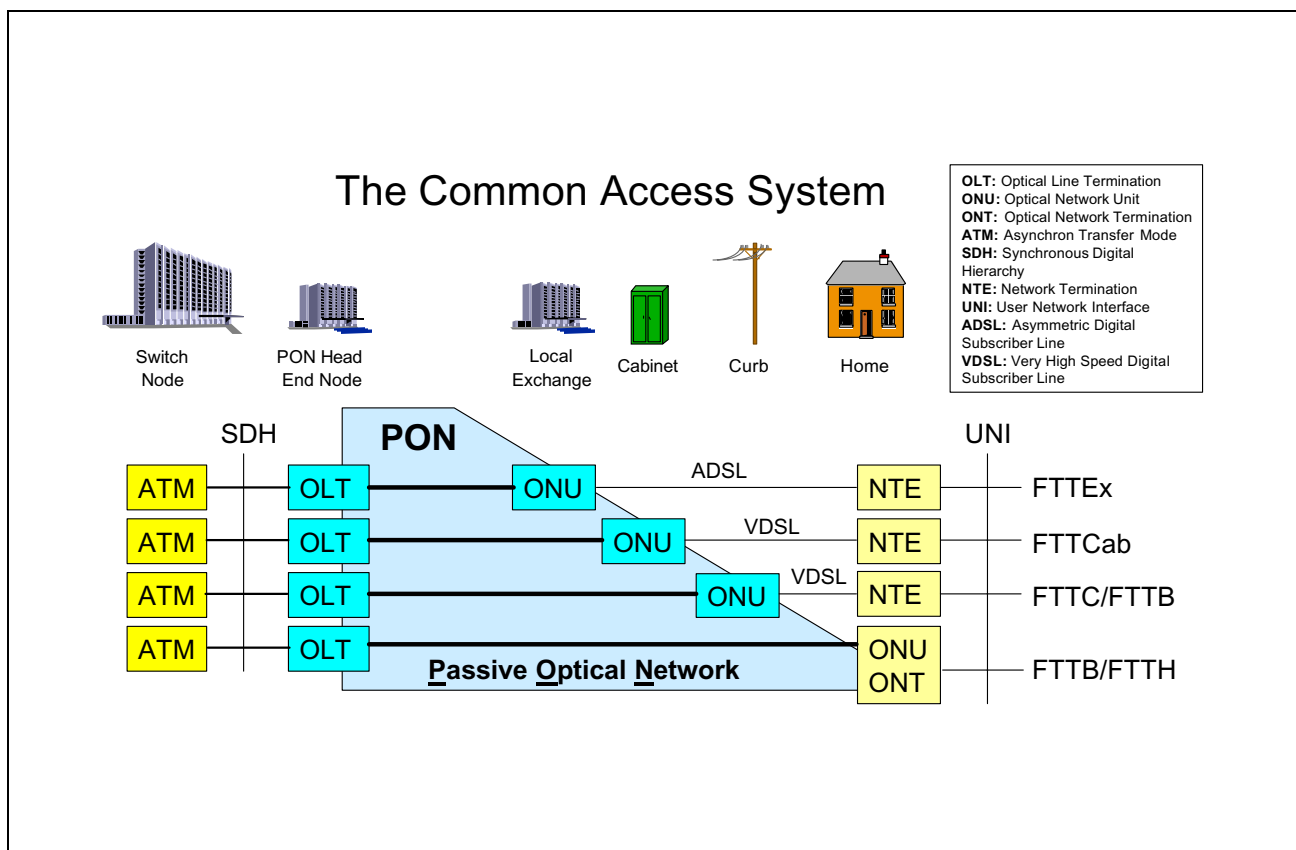 The Common Access System
OLT: Optical Line Termination
ONU: Optical Network Unit
ONT: Optical Network Termination
ATM: Asynchron Transfer Mode
SDH: Synchronous Digital
Hierarchy
NTE: Network Termination
UNI: User Network Interface
ADSL: Asymmetric Digital
Subscriber Line
VDSL: Very High Speed Digital
Subscriber Line
Switch
Node
PON Head
End Node
Local
Exchange
Cabinet
Curb
Home
SDH
PON
UNI
ATM
OLT
ONU
ADSL
NTE
FTTEx
ATM
OLT
ONU
VDSL
NTE
FTTCab
ATM
OLT
ONU
VDSL
NTE
FTTC/FTTB
ATM
OLT
Passive Optical Network
ONU
ONT
FTTB/FTTH